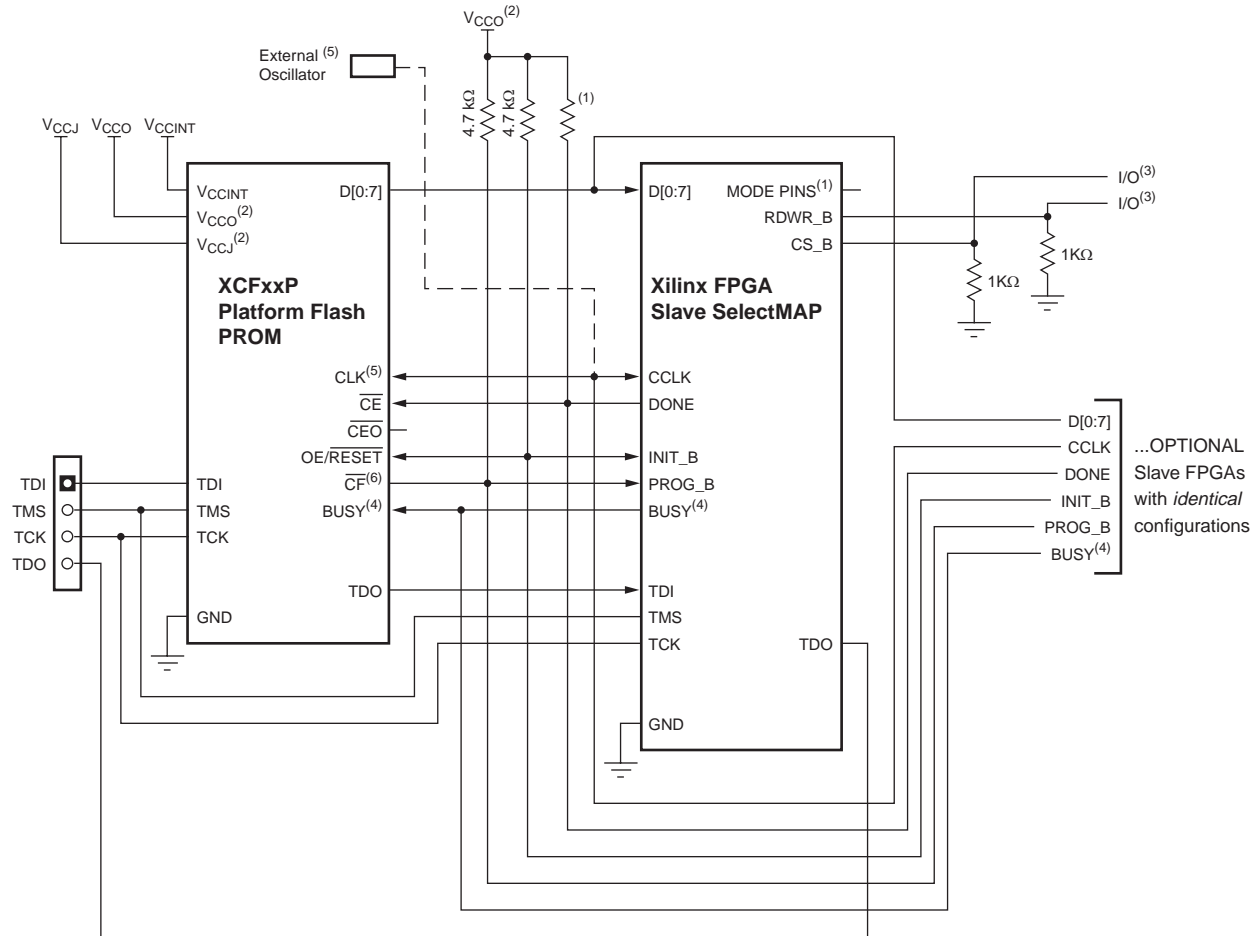 V_CCO (2)
External (5)
Oscillator
4.7 kΩ
4.7 kΩ
(1)
V_CCJ V_CCO V_CCINT
V_CCINT
V_CCO (2)
V_CCJ (2)
D[0:7]
XCFxxP
Platform Flash
PROM
CLK (5)
C̅E̅
C̅E̅O̅
OE/R̅E̅S̅E̅T̅
C̅F̅ (6)
BUSY (4)
TDI
TMS
TCK
TDO
GND
TDI
TMS
TCK
TDO
D[0:7]
MODE PINS (1)
RDWR_B
CS_B
Xilinx FPGA
Slave SelectMAP
CCLK
DONE
INIT_B
PROG_B
BUSY (4)
TDI
TMS
TCK
TDO
GND
I/O (3)
I/O (3)
1KΩ
1KΩ
D[0:7]
CCLK
DONE
INIT_B
PROG_B
BUSY (4)
...OPTIONAL
Slave FPGAs
with identical
configurations